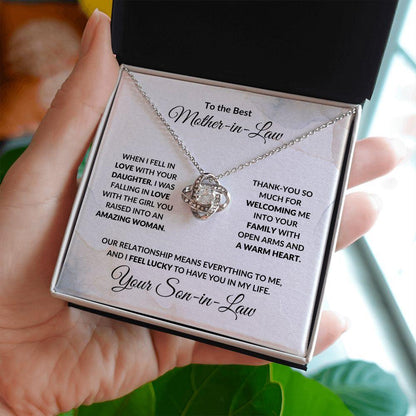 To the Best
Mother-in-Law
WHEN I FELL IN
LOVE WITH YOUR
DAUGHTER, I WAS
FALLING IN LOVE
WITH THE GIRL YOU
RAISED INTO AN
AMAZING WOMAN.
THANK-YOU SO
MUCH FOR
WELCOMING ME
INTO YOUR
FAMILY WITH
OPEN ARMS AND
A WARM HEART.
OUR RELATIONSHIP MEANS EVERYTHING TO ME,
AND I FEEL LUCKY TO HAVE YOU IN MY LIFE.
Your Son-in-Law